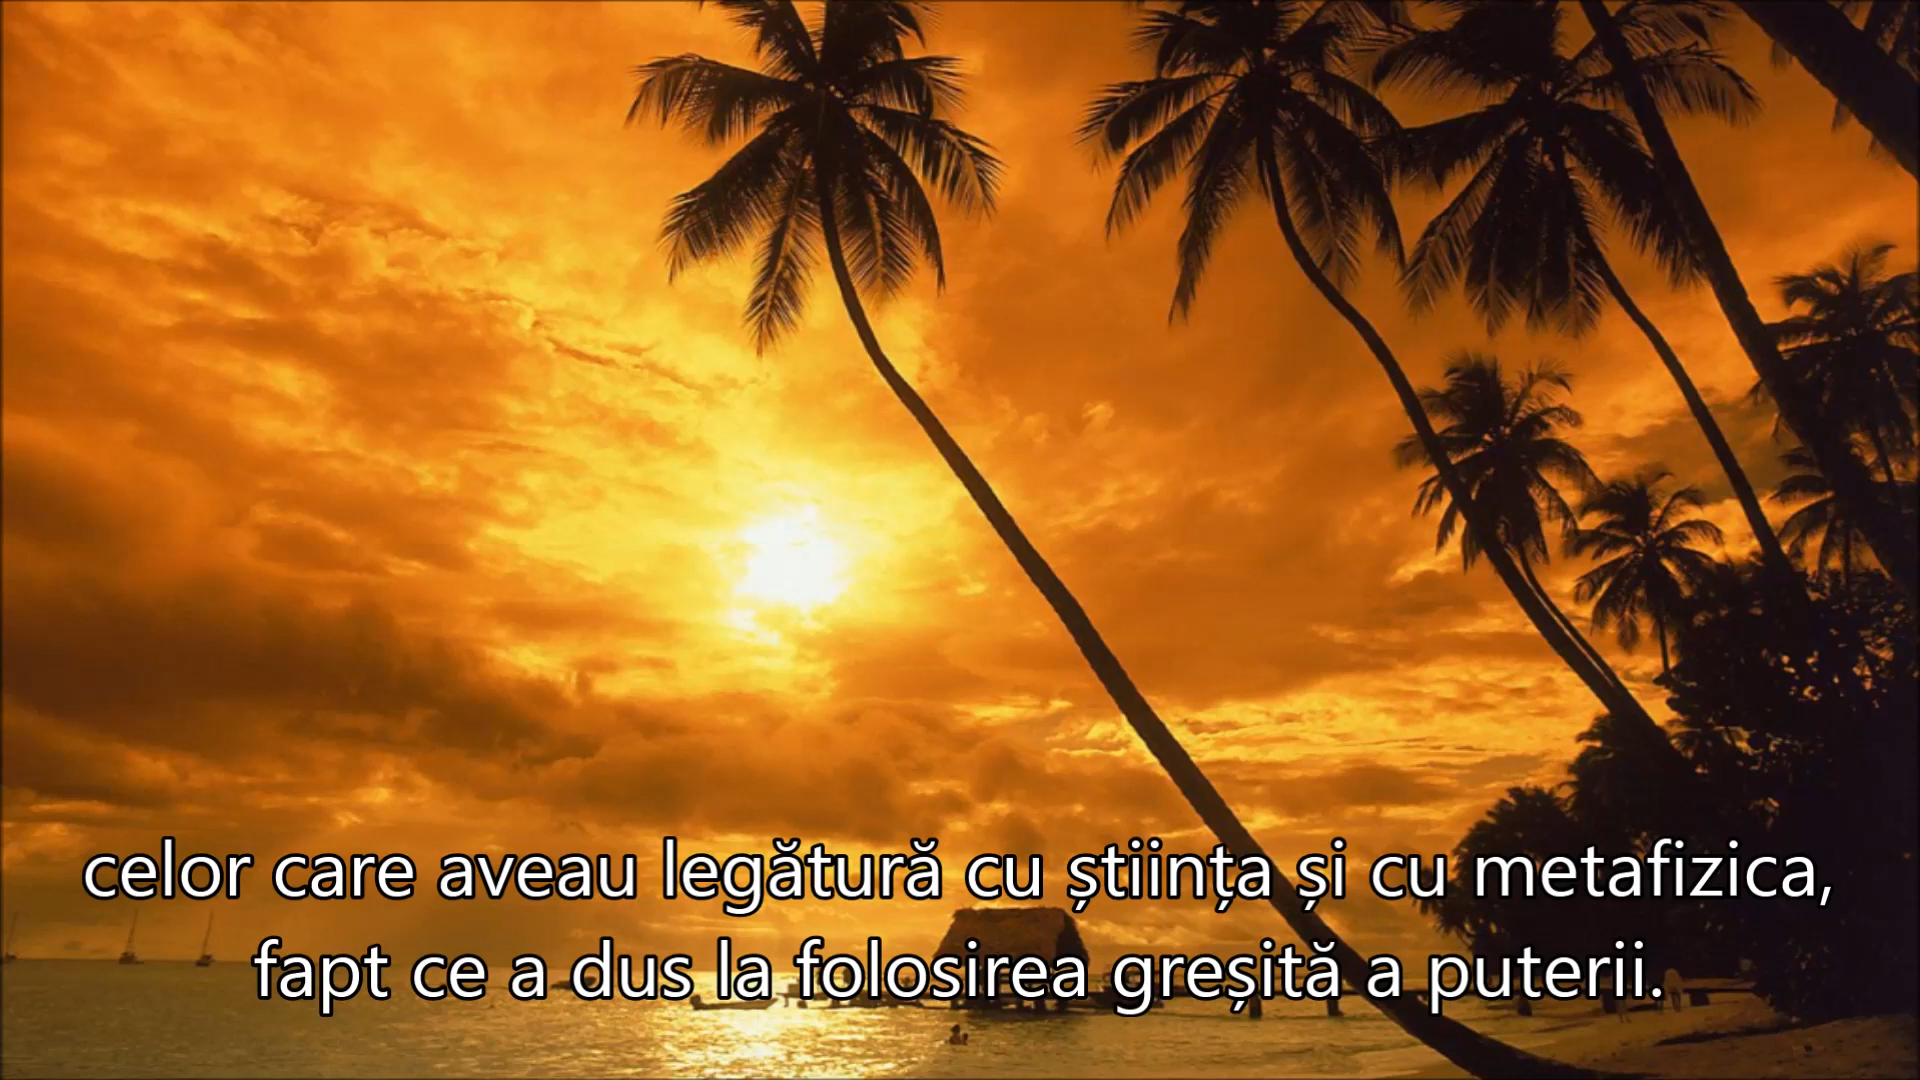 celor care aveau legătură cu știința și cu metafizica,
fapt ce a dus la folosirea greșită a puterii.